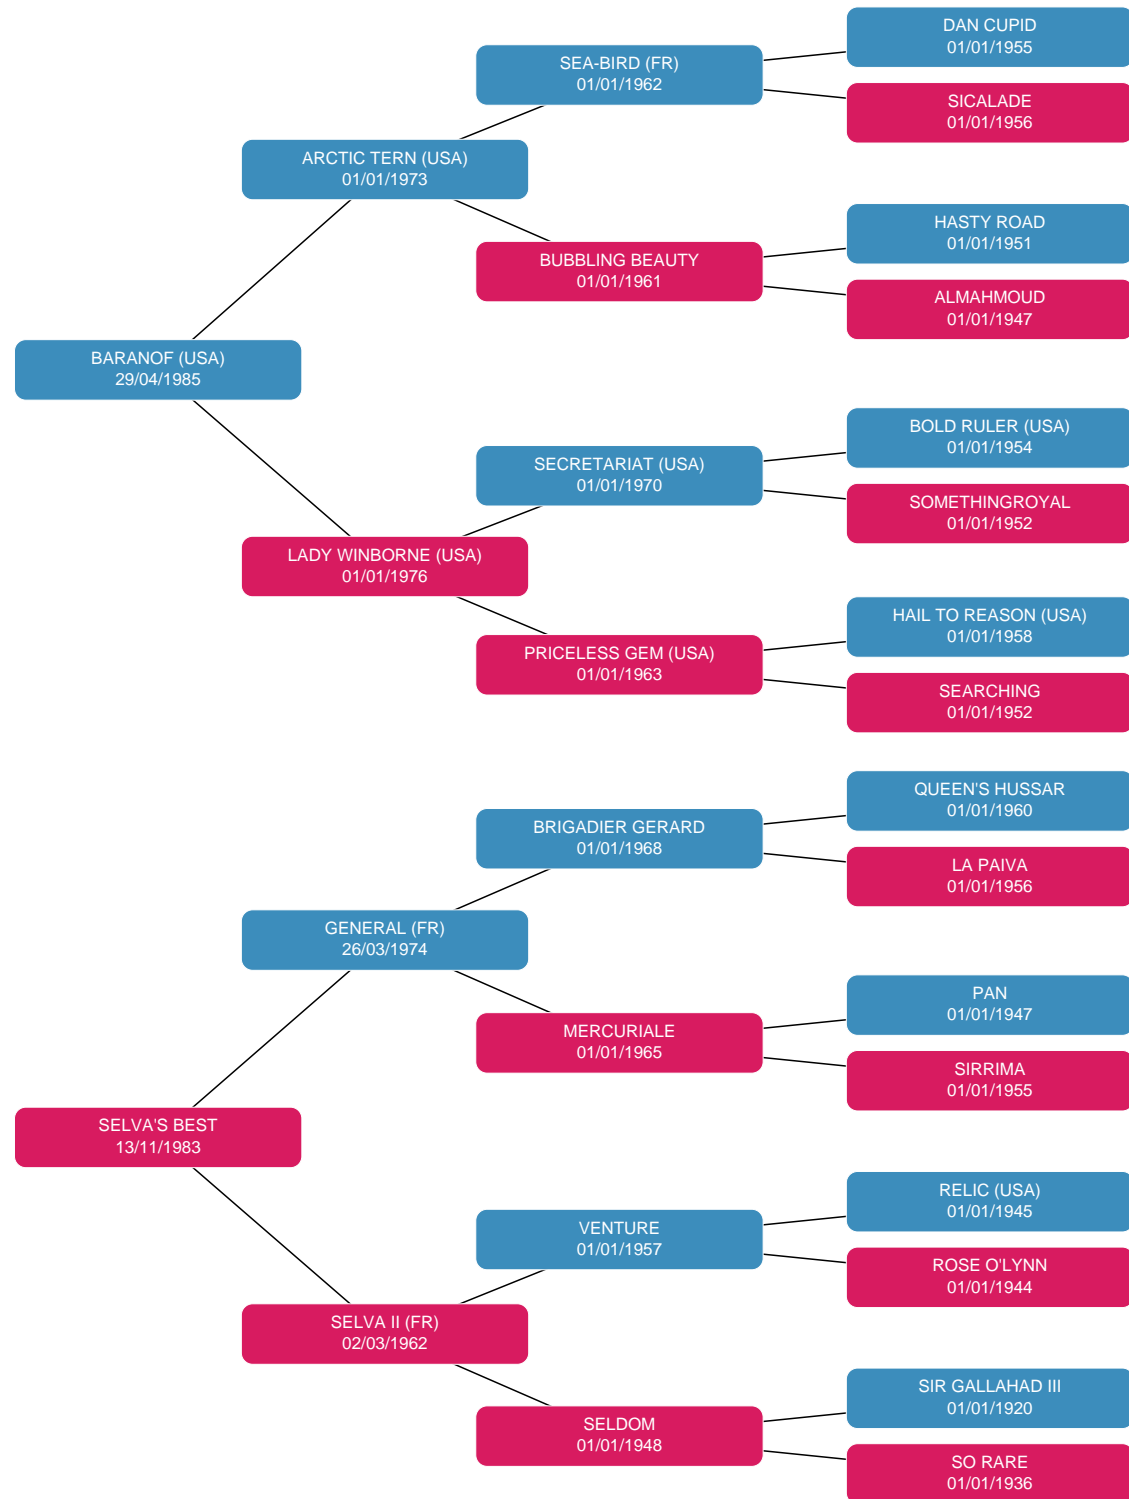 DAN CUPID
01/01/1955
SEA-BIRD (FR)
01/01/1962
SICALADE
01/01/1956
ARCTIC TERN (USA)
01/01/1973
HASTY ROAD
01/01/1951
BUBBLING BEAUTY
01/01/1961
ALMAHMOUD
01/01/1947
BARANOF (USA)
29/04/1985
BOLD RULER (USA)
01/01/1954
SECRETARIAT (USA)
01/01/1970
SOMETHINGROYAL
01/01/1952
LADY WINBORNE (USA)
01/01/1976
HAIL TO REASON (USA)
01/01/1958
PRICELESS GEM (USA)
01/01/1963
SEARCHING
01/01/1952
QUEEN'S HUSSAR
01/01/1960
BRIGADIER GERARD
01/01/1968
LA PAIVA
01/01/1956
GENERAL (FR)
26/03/1974
PAN
01/01/1947
MERCURIALE
01/01/1965
SIRRIMA
01/01/1955
SELVA'S BEST
13/11/1983
RELIC (USA)
01/01/1945
VENTURE
01/01/1957
ROSE O'LYNN
01/01/1944
SELVA II (FR)
02/03/1962
SIR GALLAHAD III
01/01/1920
SELDOM
01/01/1948
SO RARE
01/01/1936